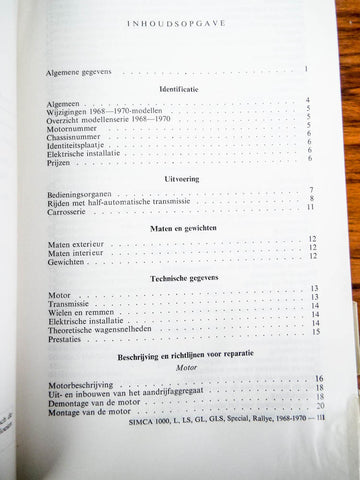 INHOUDSOPGAVE
Algemene gegevens . . . . . . . . . . . . . . . . 1
Identificatie
Algemeen . . . . . . . . . . . . . . . . 4
Wijzigingen 1968—1970-modellen . . . . . . . . . . 5
Overzicht modellenserie 1968—1970 . . . . . . . . . . 5
Motornummer . . . . . . . . . . . . . . . . 5
Chassisnummer . . . . . . . . . . . . . . . . 6
Identiteitsplaatje . . . . . . . . . . . . . . . . 6
Elektrische installatie . . . . . . . . . . . . . . 6
Prijzen . . . . . . . . . . . . . . . . 6
Uitvoering
Bedieningsorganen . . . . . . . . . . . . . . . . 7
Rijden met half-automatische transmissie . . . . . . . . 8
Carrosserie . . . . . . . . . . . . . . . . 11
Maten en gewichten
Maten exterieur . . . . . . . . . . . . . . . . 12
Maten interieur . . . . . . . . . . . . . . . . 12
Gewichten . . . . . . . . . . . . . . . . 12
Technische gegevens
Motor . . . . . . . . . . . . . . . . 13
Transmissie . . . . . . . . . . . . . . . . 13
Wielen en remmen . . . . . . . . . . . . . . . . 14
Elektrische installatie . . . . . . . . . . . . . . 14
Theoretische wagensnelheden . . . . . . . . . . . . 14
Prestaties . . . . . . . . . . . . . . . . 15
Beschrijving en richtlijnen voor reparatie
Motor
Motorbeschrijving . . . . . . . . . . . . . . . . 16
Uit- en inbouwen van het aandrijfaggregaat . . . . . . . 18
Demontage van de motor . . . . . . . . . . . . . . 18
Montage van de motor . . . . . . . . . . . . . . 20
SIMCA 1000, L, LS, GL, GLS, Special, Rallye, 1968-1970 — III